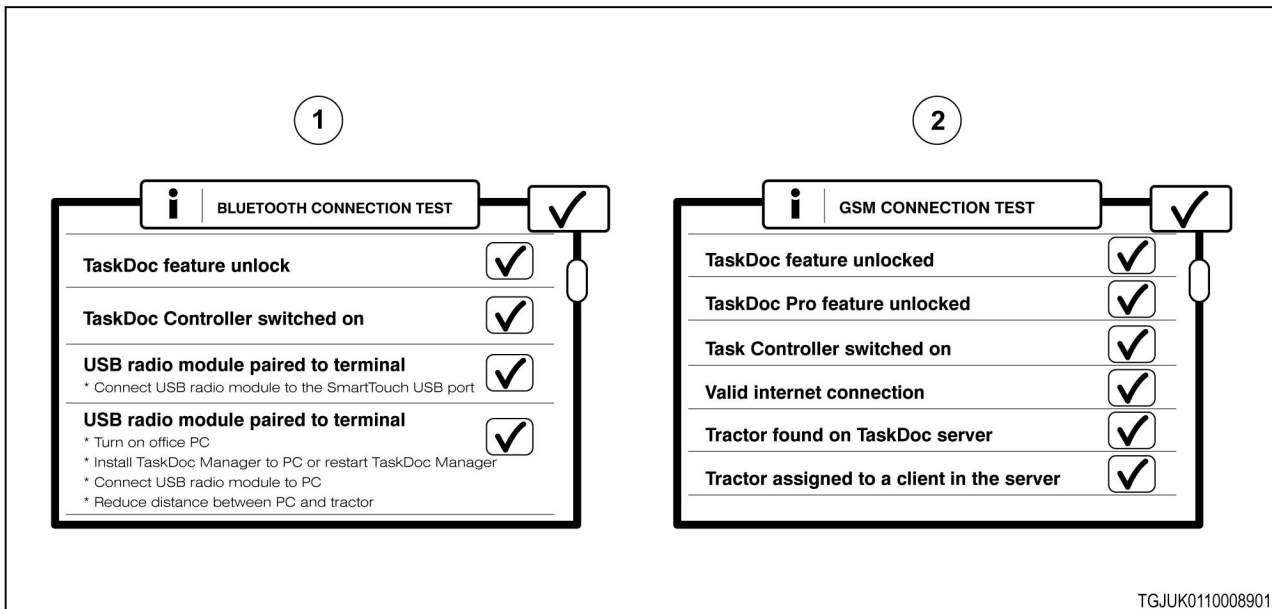 1
BLUETOOTH CONNECTION TEST
TaskDoc feature unlock
TaskDoc Controller switched on
USB radio module paired to terminal
* Connect USB radio module to the SmartTouch USB port
USB radio module paired to terminal
* Turn on office PC
* Install TaskDoc Manager to PC or restart TaskDoc Manager
* Connect USB radio module to PC
* Reduce distance between PC and tractor
2
GSM CONNECTION TEST
TaskDoc feature unlocked
TaskDoc Pro feature unlocked
Task Controller switched on
Valid internet connection
Tractor found on TaskDoc server
Tractor assigned to a client in the server
TGJUK0110008901